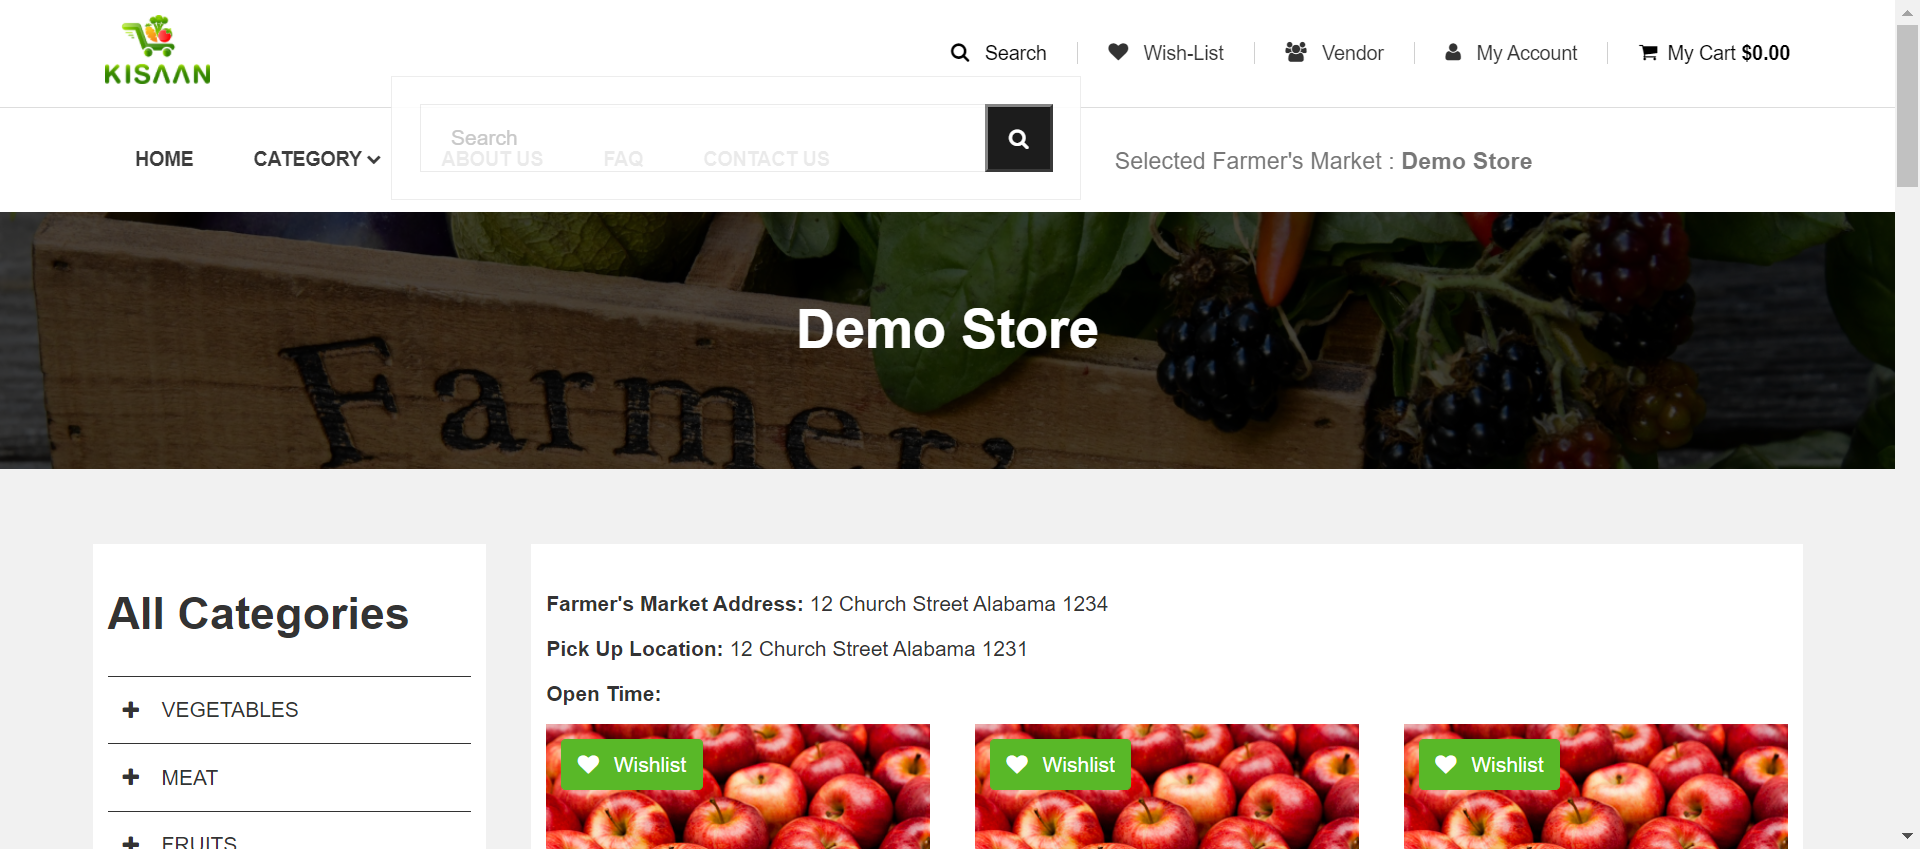 KISAAN
Search
Wish-List
Vendor
My Account
My Cart $0.00
Search
HOME
CATEGORY
ABOUT US
FAQ
CONTACT US
Selected Farmer's Market : Demo Store
Farmer's
Demo Store
All Categories
VEGETABLES
MEAT
FRUITS
Farmer's Market Address: 12 Church Street Alabama 1234
Pick Up Location: 12 Church Street Alabama 1231
Open Time:
Wishlist
Wishlist
Wishlist